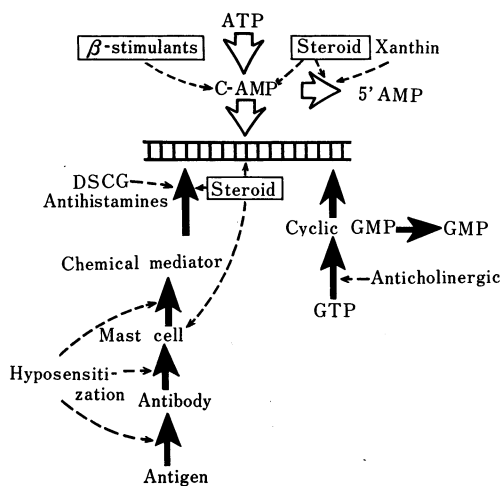 ATP
β-stimulants
Steroid Xanthin
C-AMP
5' AMP
DSCG
Antihistamines
Steroid
Cyclic GMP
GMP
Chemical mediator
Anticholinergic
GTP
Mast cell
Hyposensiti-
zation
Antibody
Antigen